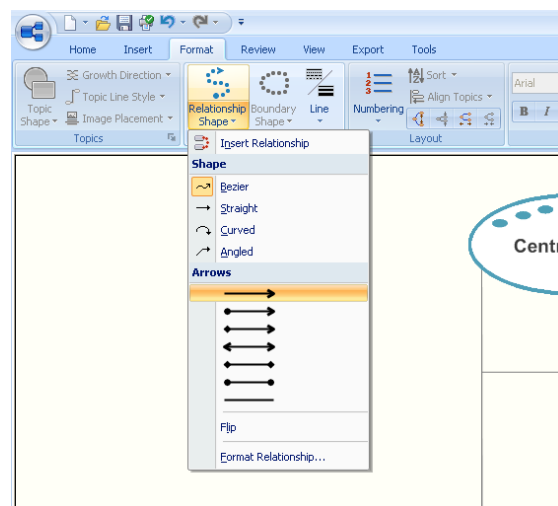 Home Insert Format Review View Export Tools
Growth Direction
Topic Line Style
Image Placement
Topic
Shape
Topics
Relationship
Shape
Boundary
Shape
Line
Numbering
Sort
Align Topics
Layout
Arial
B I
Insert Relationship
Shape
Bezier
Straight
Curved
Angled
Arrows
Flip
Format Relationship...
Centr